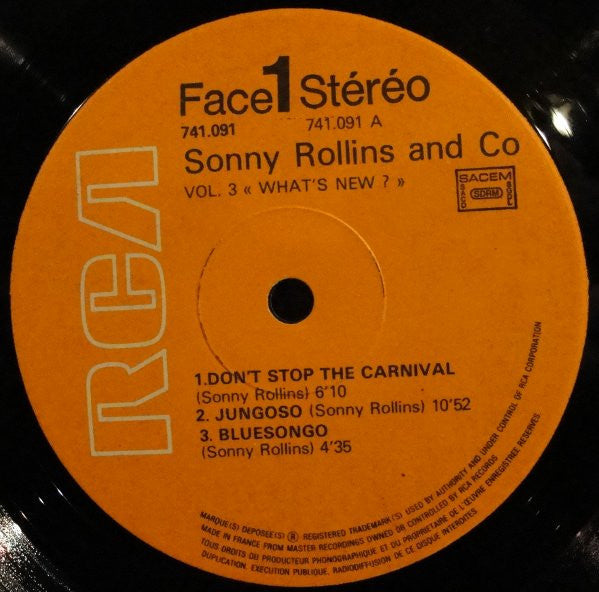 Face 1 Stéréo
741.091 741.091 A
Sonny Rollins and Co
VOL. 3 « WHAT'S NEW ? »
SACEM
SACD SDRM SGDL
RCA
1.DON'T STOP THE CARNIVAL
(Sonny Rollins) 6'10
2. JUNGOSO (Sonny Rollins) 10'52
3. BLUESONGO
(Sonny Rollins) 4'35
MARQUE(S) DEPOSEE(S) ® REGISTERED TRADEMARK(S) USED BY AUTHORITY AND UNDER CONTROL OF RCA CORPORATION
MADE IN FRANCE FROM MASTER RECORDINGS OWNED OR CONTROLLED BY RCA RECORDS
TOUS DROITS DU PRODUCTEUR PHONOGRAPHIQUE ET DU PROPRIETAIRE DE L'ŒUVRE ENREGISTREE RESERVES.
DUPLICATION, EXECUTION PUBLIQUE, RADIODIFFUSION DE CE DISQUE INTERDITES